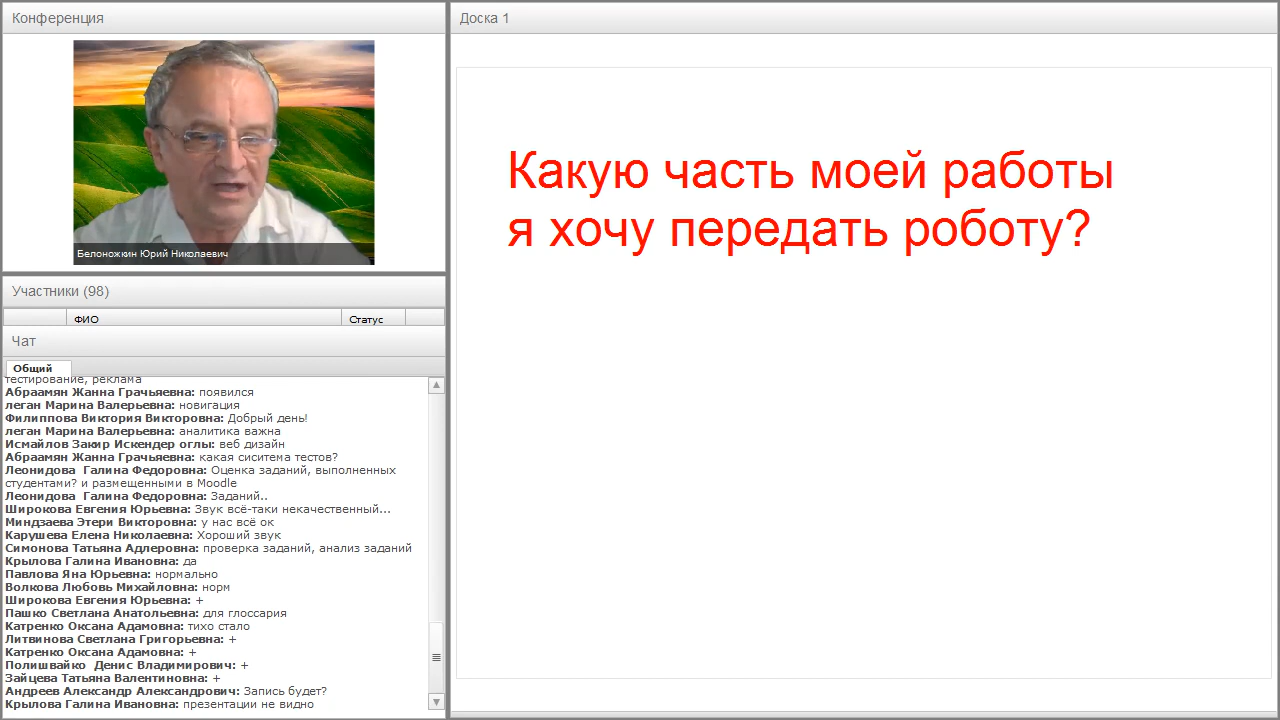 Конференция
Белоножкин Юрий Николаевич
Участники (98)
ФИО
Статус
Чат
Общий
тестирование, реклама
Абраамян Жанна Грачьяевна: появился
леган Марина Валерьевна: новигация
Филиппова Виктория Викторовна: Добрый день!
леган Марина Валерьевна: аналитика важна
Исмайлов Закир Искендер оглы: веб дизайн
Абраамян Жанна Грачьяевна: какая сиситема тестов?
Леонидова  Галина Федоровна: Оценка заданий, выполненных
студентами? и размещенными в Moodle
Леонидова  Галина Федоровна: Заданий..
Широкова Евгения Юрьевна: Звук всё-таки некачественный...
Миндзаева Этери Викторовна: у нас всё ок
Карушева Елена Николаевна: Хороший звук
Симонова Татьяна Адлеровна: проверка заданий, анализ заданий
Крылова Галина Ивановна: да
Павлова Яна Юрьевна: нормально
Волкова Любовь Михайловна: норм
Широкова Евгения Юрьевна: +
Пашко Светлана Анатольевна: для глоссария
Катренко Оксана Адамовна: тихо стало
Литвинова Светлана Григорьевна: +
Катренко Оксана Адамовна: +
Полишвайко  Денис Владимирович: +
Зайцева Татьяна Валентиновна: +
Андреев Александр Александрович: Запись будет?
Крылова Галина Ивановна: презентации не видно
Доска 1
Какую часть моей работы
я хочу передать роботу?